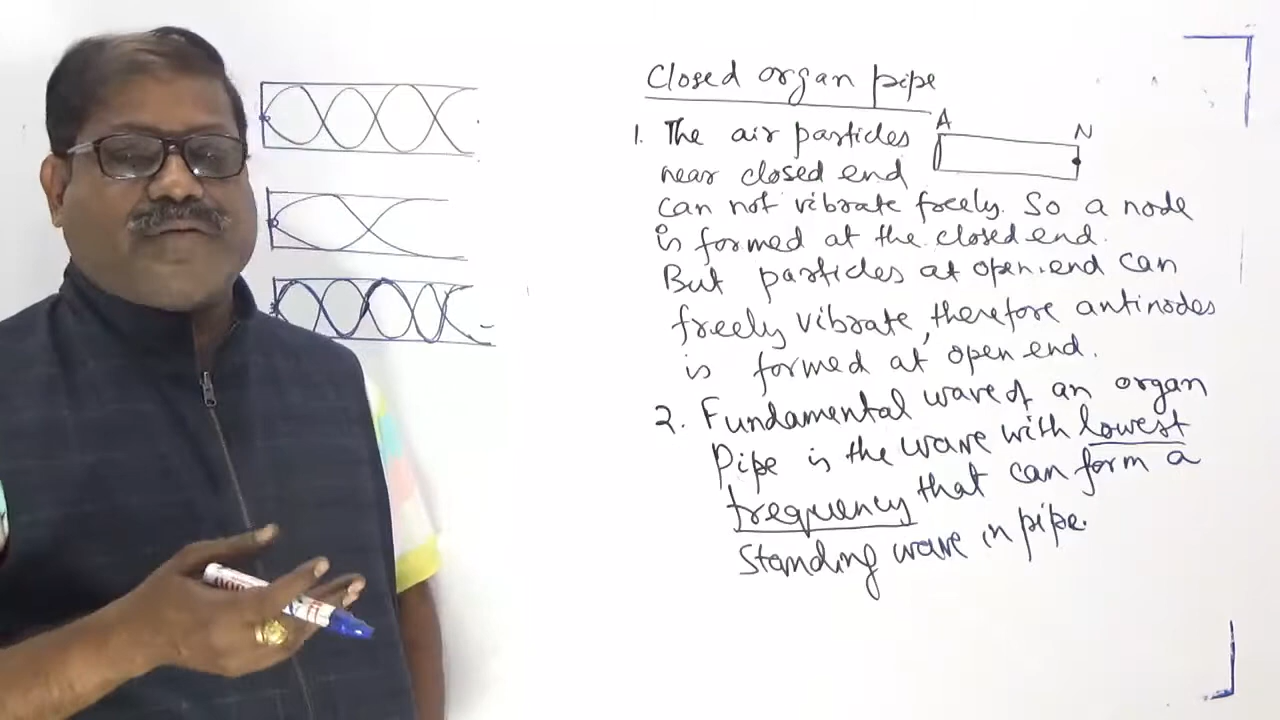 Closed organ pipe
A
N
1. The air particles
near closed end
can not vibrate freely. So a node
is formed at the closed end.
But particles at open end can
freely vibrate, therefore antinodes
is formed at open end.
2. Fundamental wave of an organ
Pipe is the wave with lowest
frequency that can form a
Standing wave in pipe.